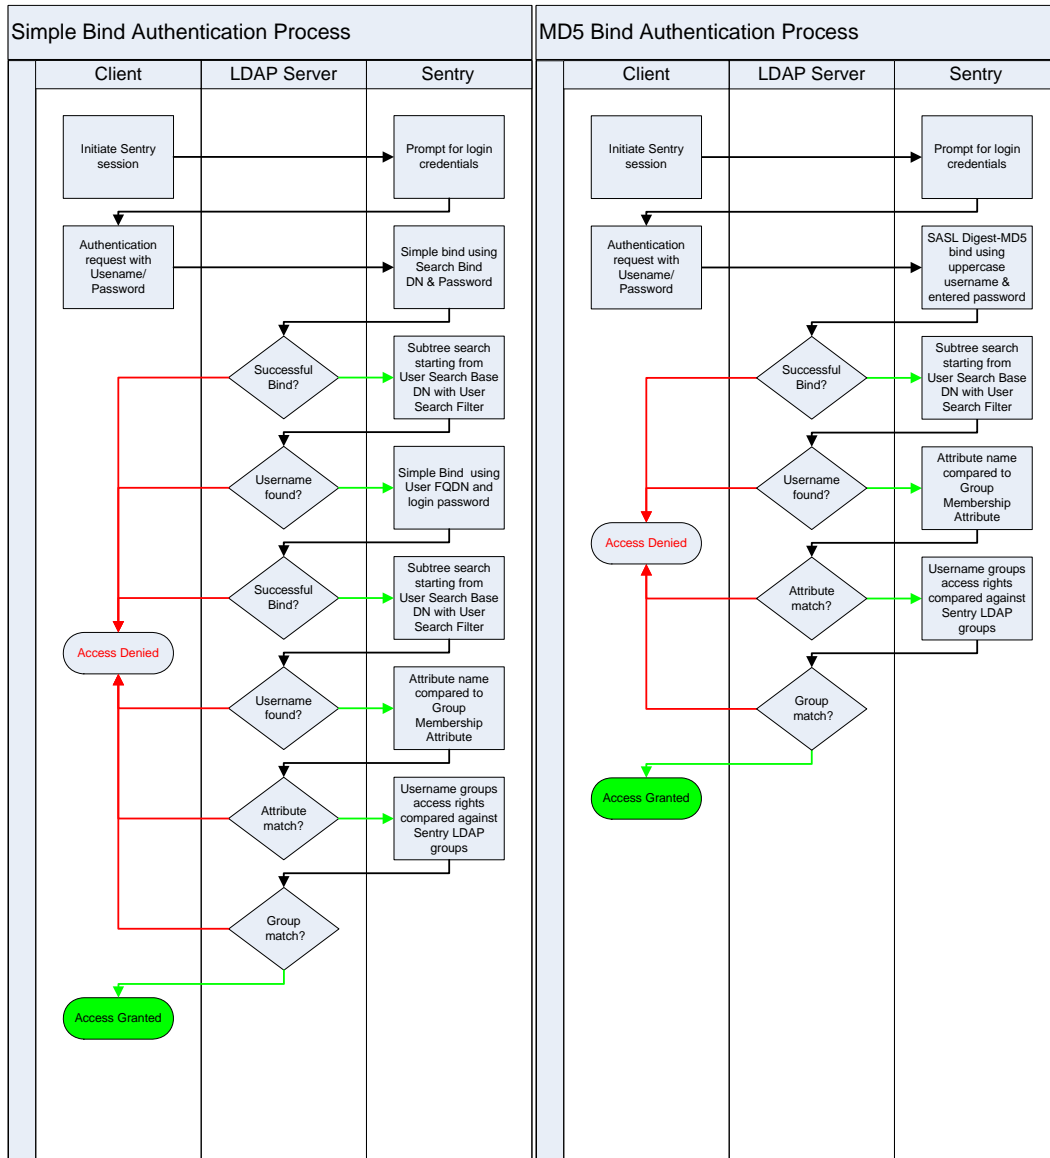 Simple Bind Authentication Process
Client
LDAP Server
Sentry
Initiate Sentry
session
Prompt for login
credentials
Authentication
request with
Usename/
Password
Simple bind using
Search Bind
DN & Password
Successful
Bind?
Subtree search
starting from
User Search Base
DN with User
Search Filter
Username
found?
Simple Bind using
User FQDN and
login password
Successful
Bind?
Subtree search
starting from
User Search Base
DN with User
Search Filter
Access Denied
Username
found?
Attribute name
compared to
Group
Membership
Attribute
Attribute
match?
Username groups
access rights
compared against
Sentry LDAP
groups
Group
match?
Access Granted
MD5 Bind Authentication Process
Client
LDAP Server
Sentry
Initiate Sentry
session
Prompt for login
credentials
Authentication
request with
Usename/
Password
SASL Digest-MD5
bind using
uppercase
username &
entered password
Successful
Bind?
Subtree search
starting from
User Search Base
DN with User
Search Filter
Username
found?
Attribute name
compared to
Group
Membership
Attribute
Access Denied
Attribute
match?
Username groups
access rights
compared against
Sentry LDAP
groups
Group
match?
Access Granted